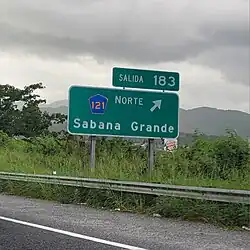 SALIDA 183
121 NORTE
Sabana Grande